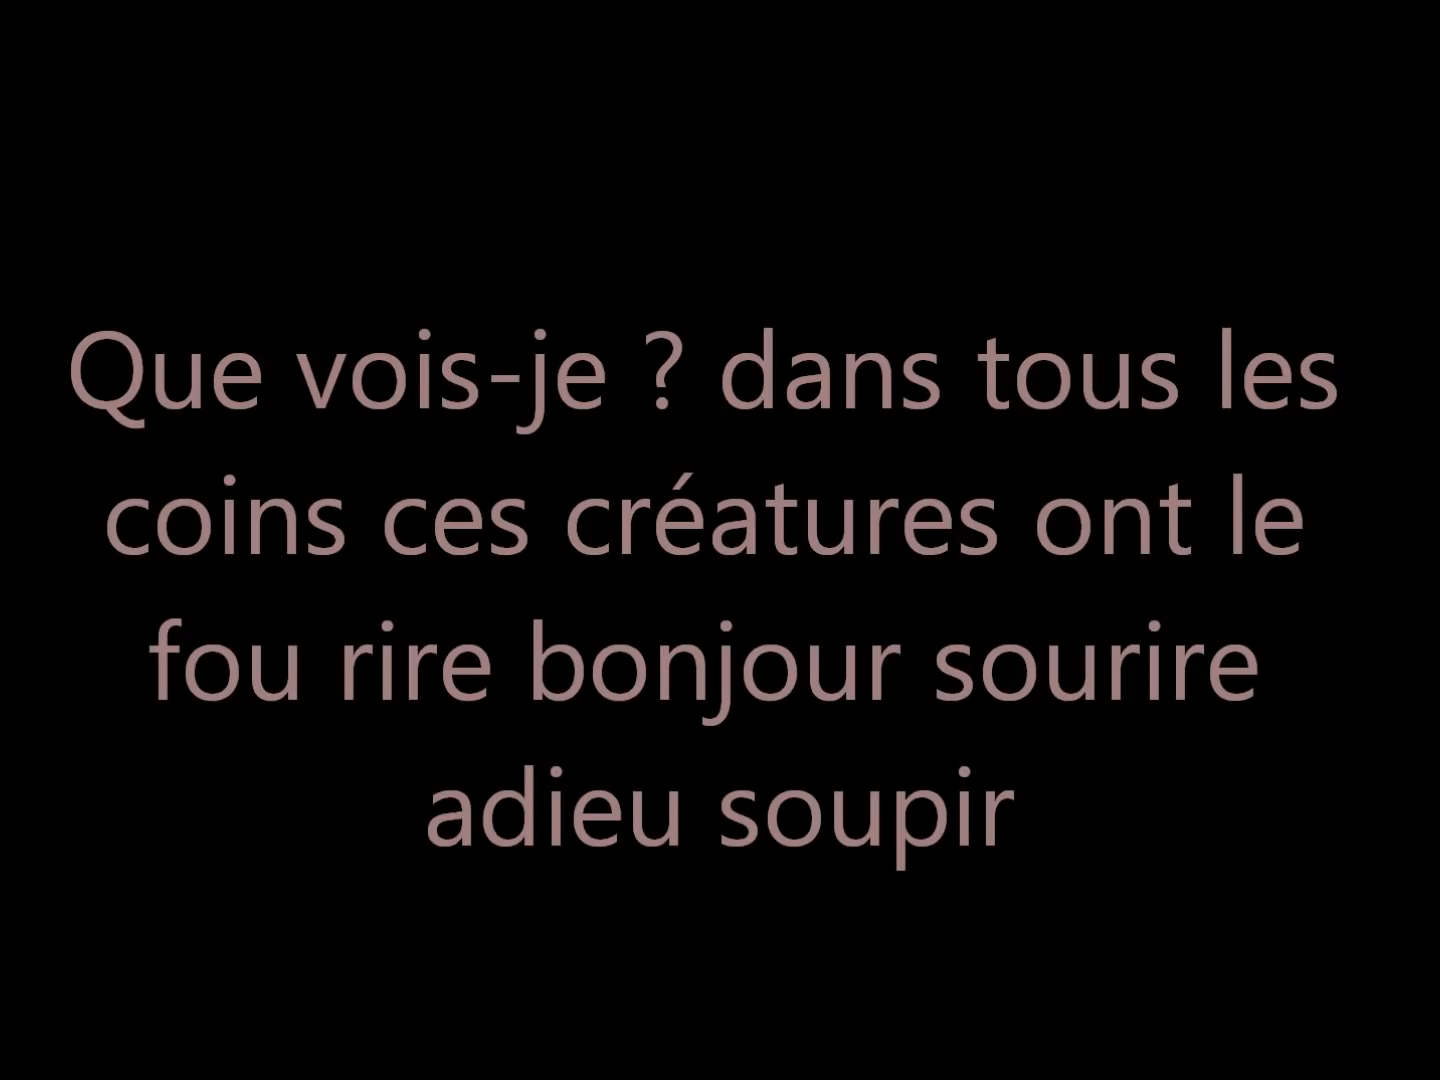 Que vois-je ? dans tous les
coins ces créatures ont le
fou rire bonjour sourire
adieu soupir